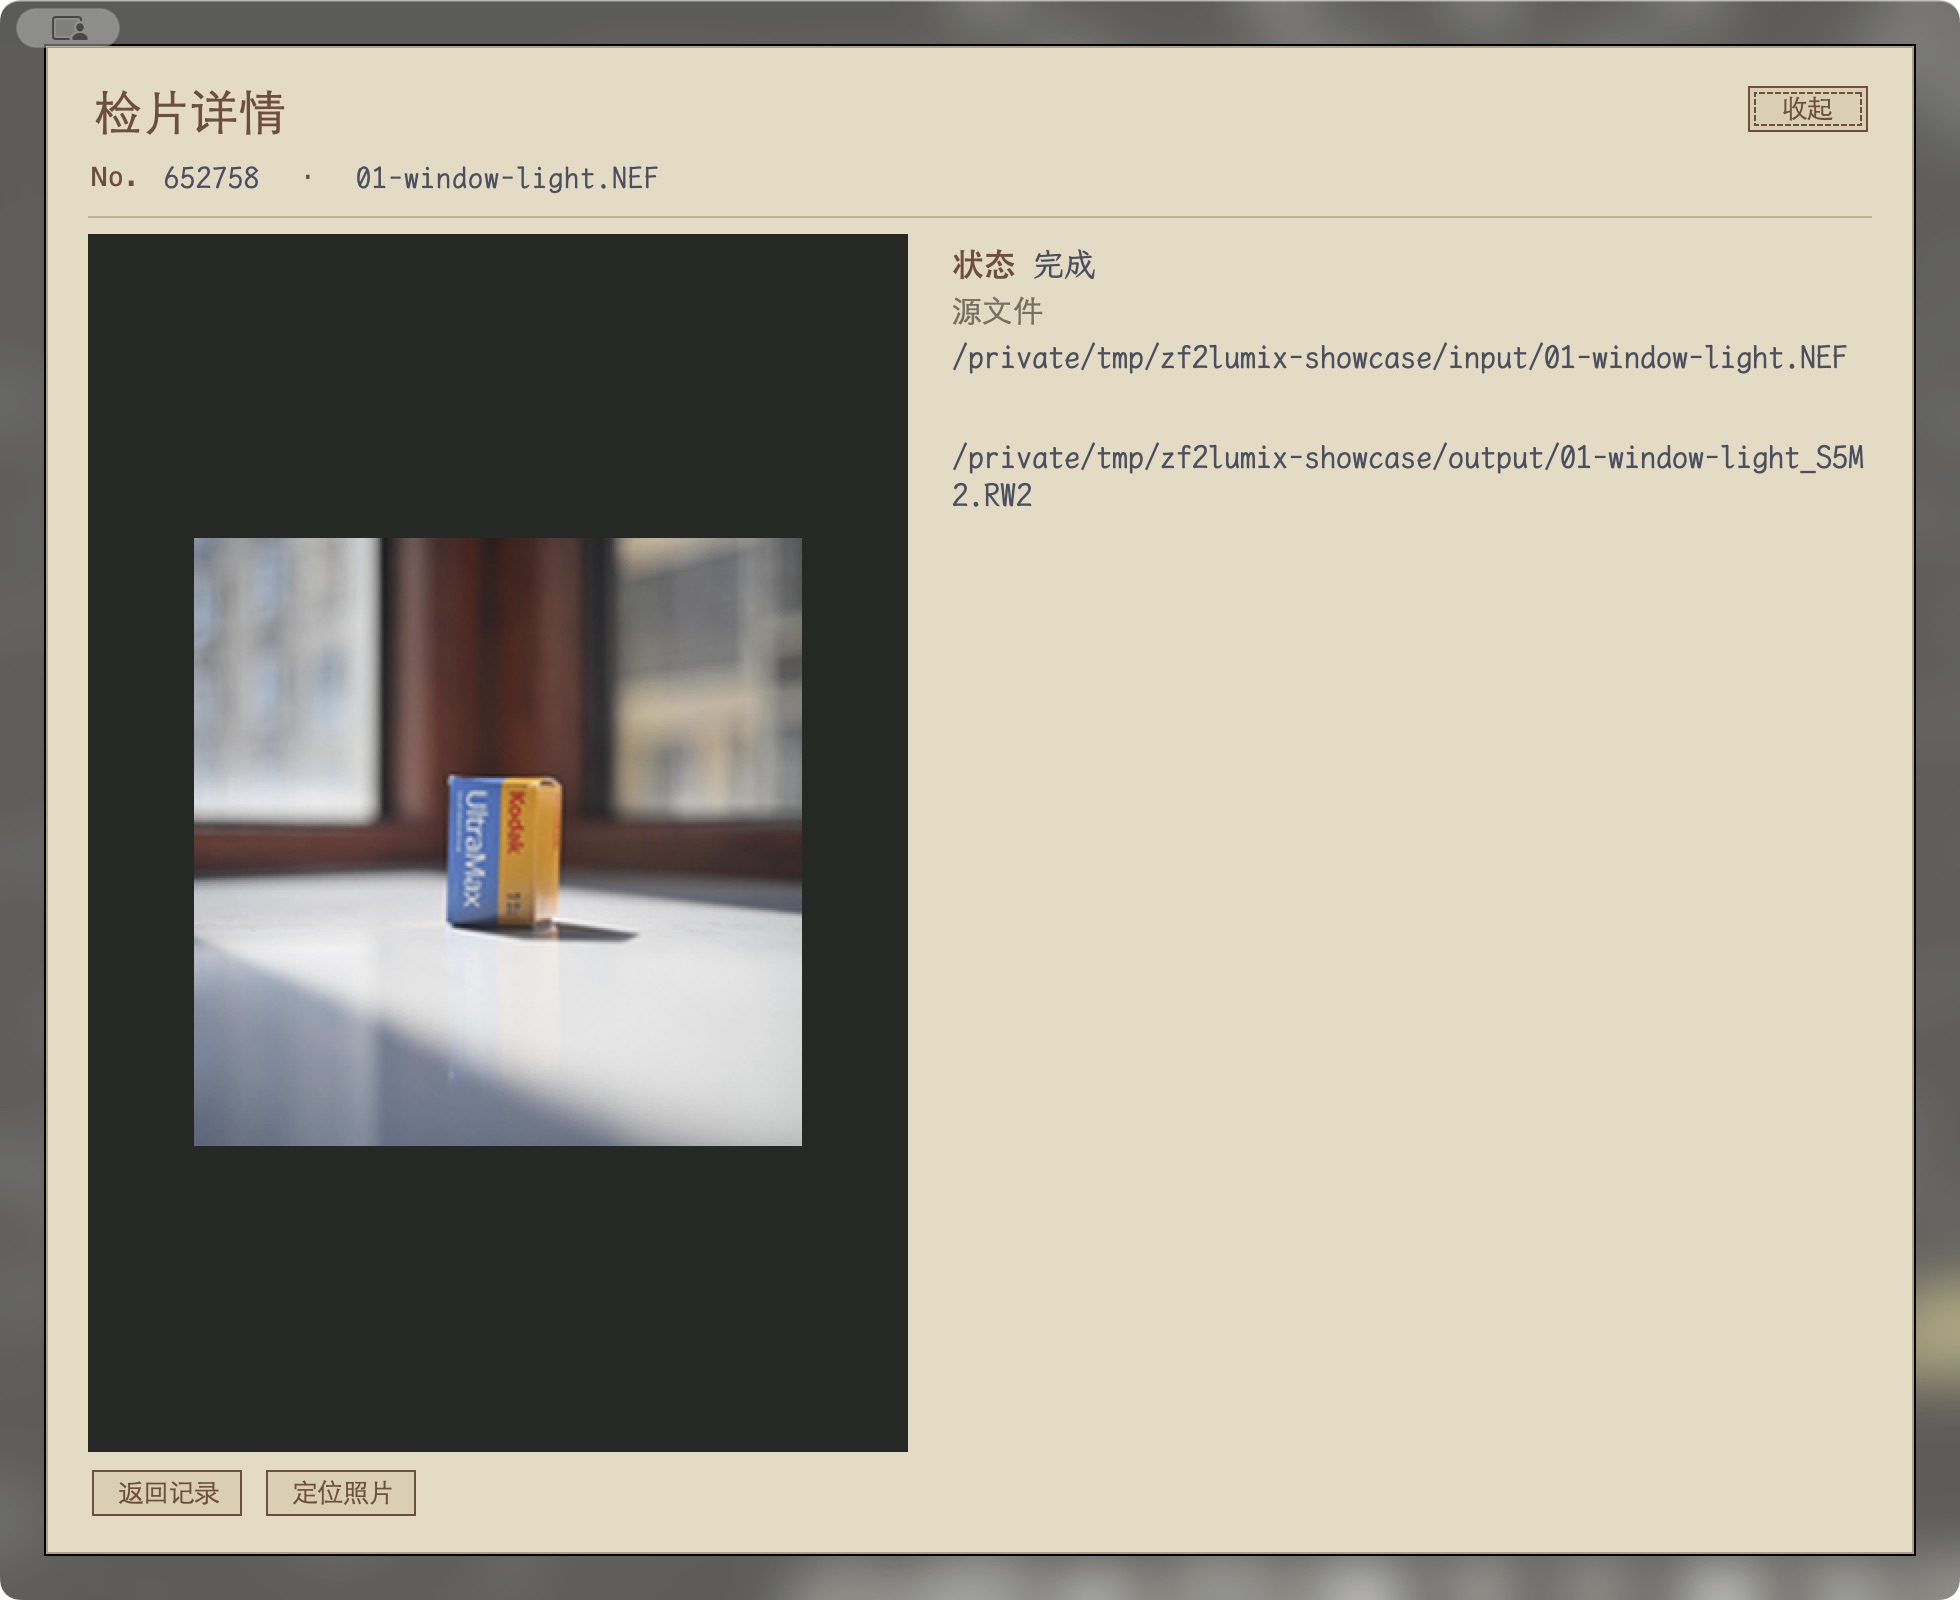 检片详情
收起
No. 652758 · 01-window-light.NEF
状态 完成
源文件
/private/tmp/zf2lumix-showcase/input/01-window-light.NEF
/private/tmp/zf2lumix-showcase/output/01-window-light_S5M
2.RW2
Kodak
UltraMax
返回记录
定位照片